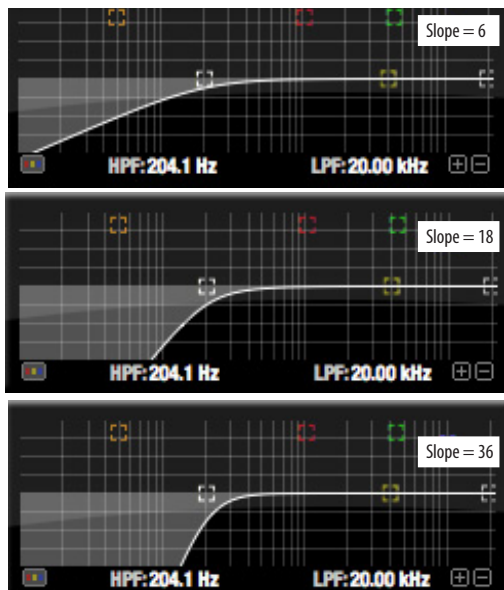 Slope = 6
HPF: 204.1 Hz LPF: 20.00 kHz
Slope = 18
HPF: 204.1 Hz LPF: 20.00 kHz
Slope = 36
HPF: 204.1 Hz LPF: 20.00 kHz